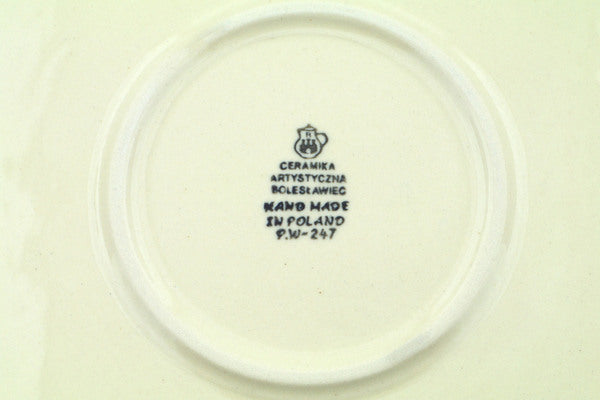 CERAMIKA
ARTYSTYCZNA
BOLESŁAWIEC
HAND MADE
IN POLAND
P.W-247